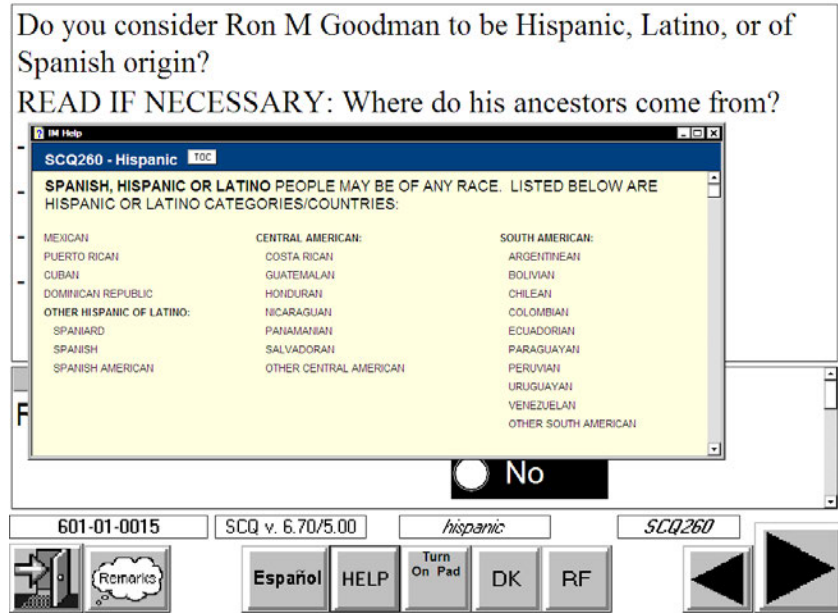 Do you consider Ron M Goodman to be Hispanic, Latino, or of
Spanish origin?
READ IF NECESSARY: Where do his ancestors come from?
IM Help
SCQ260 - Hispanic TOC
SPANISH, HISPANIC OR LATINO PEOPLE MAY BE OF ANY RACE. LISTED BELOW ARE
HISPANIC OR LATINO CATEGORIES/COUNTRIES:
MEXICAN
PUERTO RICAN
CUBAN
DOMINICAN REPUBLIC
OTHER HISPANIC OF LATINO:
SPANIARD
SPANISH
SPANISH AMERICAN
CENTRAL AMERICAN:
COSTA RICAN
GUATEMALAN
HONDURAN
NICARAGUAN
PANAMANIAN
SALVADORAN
OTHER CENTRAL AMERICAN
SOUTH AMERICAN:
ARGENTINEAN
BOLIVIAN
CHILEAN
COLOMBIAN
ECUADORIAN
PARAGUAYAN
PERUVIAN
URUGUAYAN
VENEZUELAN
OTHER SOUTH AMERICAN
No
601-01-0015 SCQ v. 6.70/5.00 hispanic SCQ260
Remarks
Español
HELP
Turn
On Pad
DK
RF